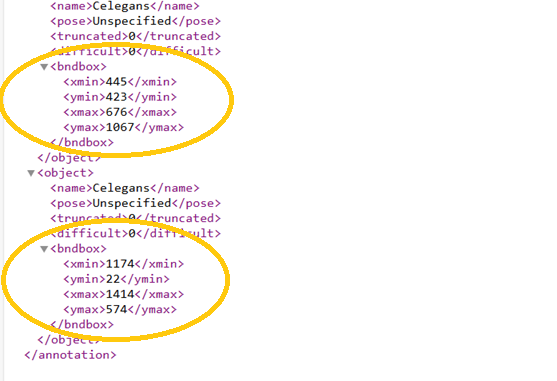 <name>Celegans</name>
<pose>Unspecified</pose>
<truncated>0</truncated>
<difficult>0</difficult>
<bndbox>
<xmin>445</xmin>
<ymin>423</ymin>
<xmax>676</xmax>
<ymax>1067</ymax>
</bndbox>
</object>
<object>
<name>Celegans</name>
<pose>Unspecified</pose>
<truncated>0</truncated>
<difficult>0</difficult>
<bndbox>
<xmin>1174</xmin>
<ymin>22</ymin>
<xmax>1414</xmax>
<ymax>574</ymax>
</bndbox>
</object>
</annotation>